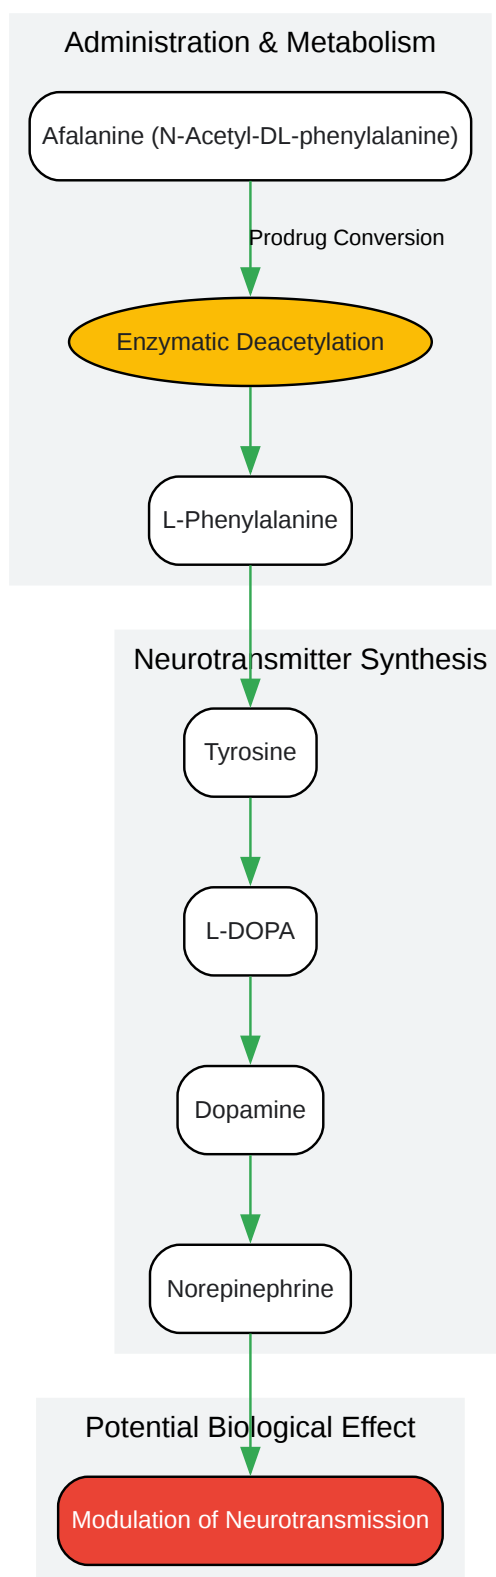 Administration & Metabolism
Afalanine (N-Acetyl-DL-phenylalanine)
Prodrug Conversion
Enzymatic Deacetylation
L-Phenylalanine
Neurotransmitter Synthesis
Tyrosine
L-DOPA
Dopamine
Norepinephrine
Potential Biological Effect
Modulation of Neurotransmission